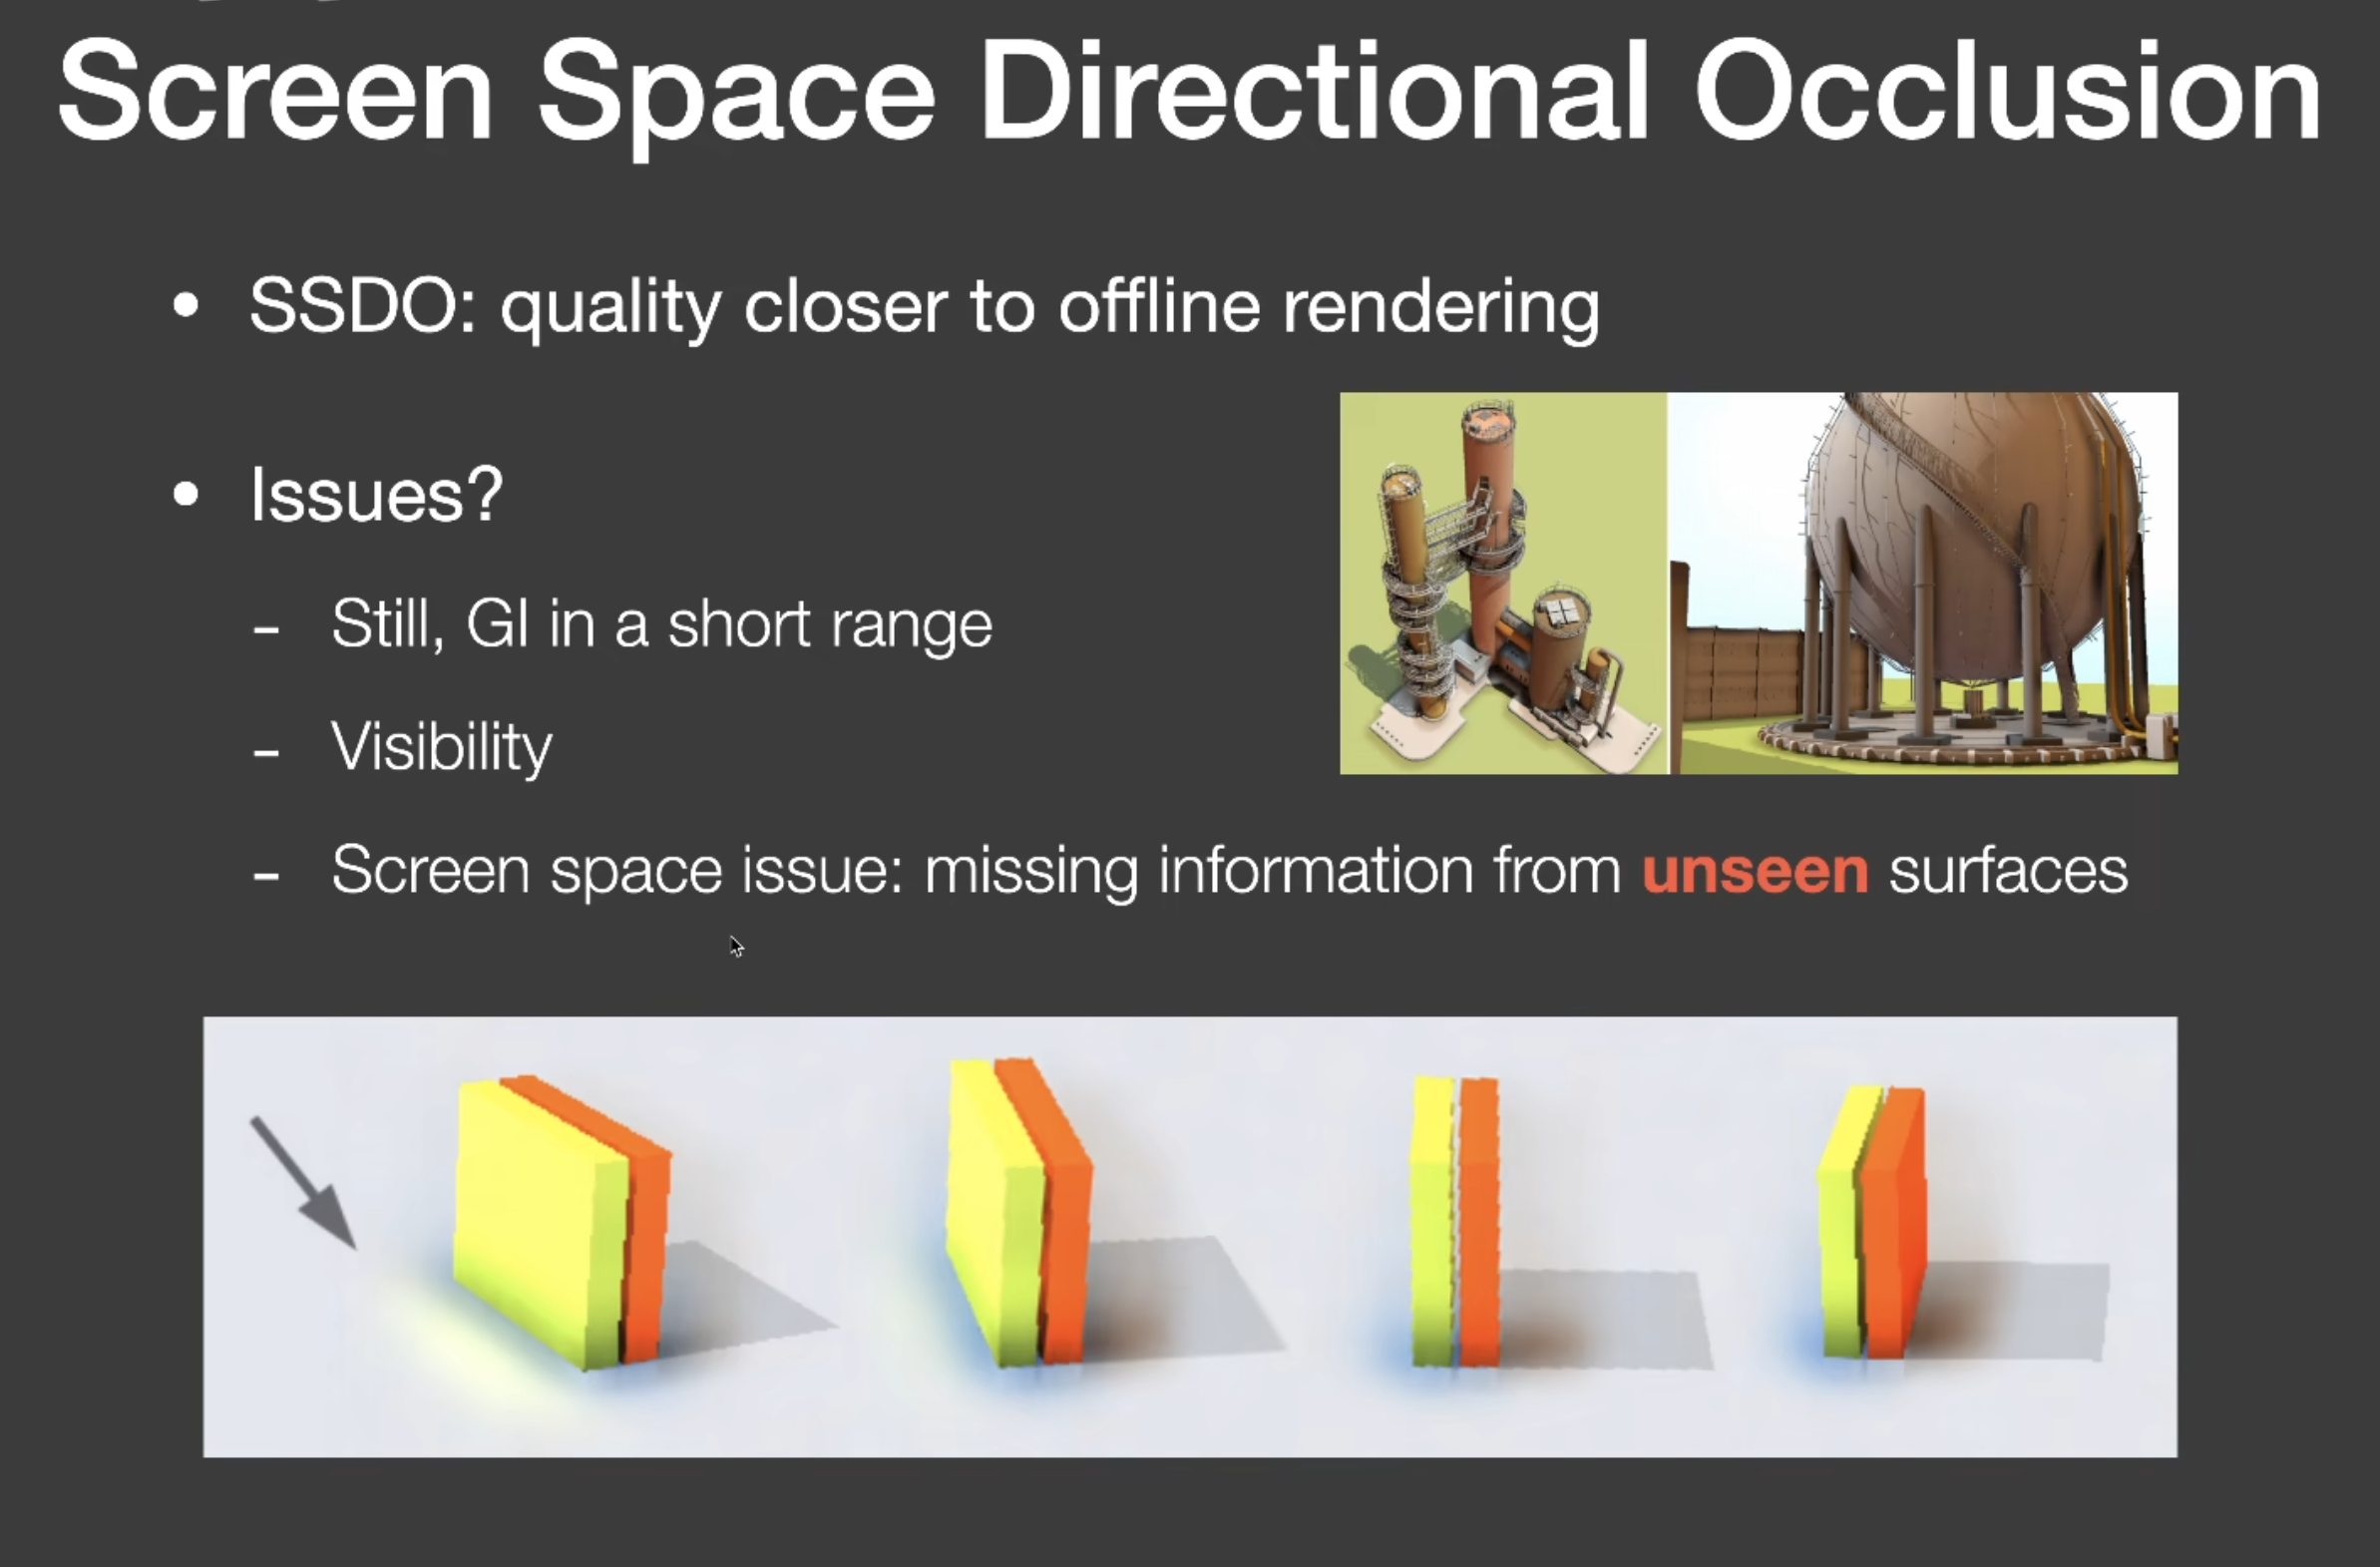 Screen Space Directional Occlusion
• SSDO: quality closer to offline rendering
• Issues?
- Still, GI in a short range
- Visibility
- Screen space issue: missing information from unseen surfaces